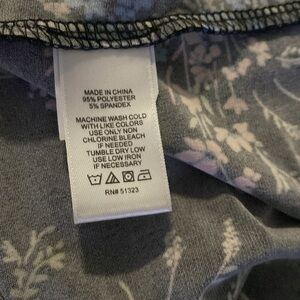 MADE IN CHINA
95% POLYESTER
5% SPANDEX
MACHINE WASH COLD
WITH LIKE COLORS
USE ONLY NON
CHLORINE BLEACH
IF NEEDED
TUMBLE DRY LOW
USE LOW IRON
IF NECESSARY
RN# 51323